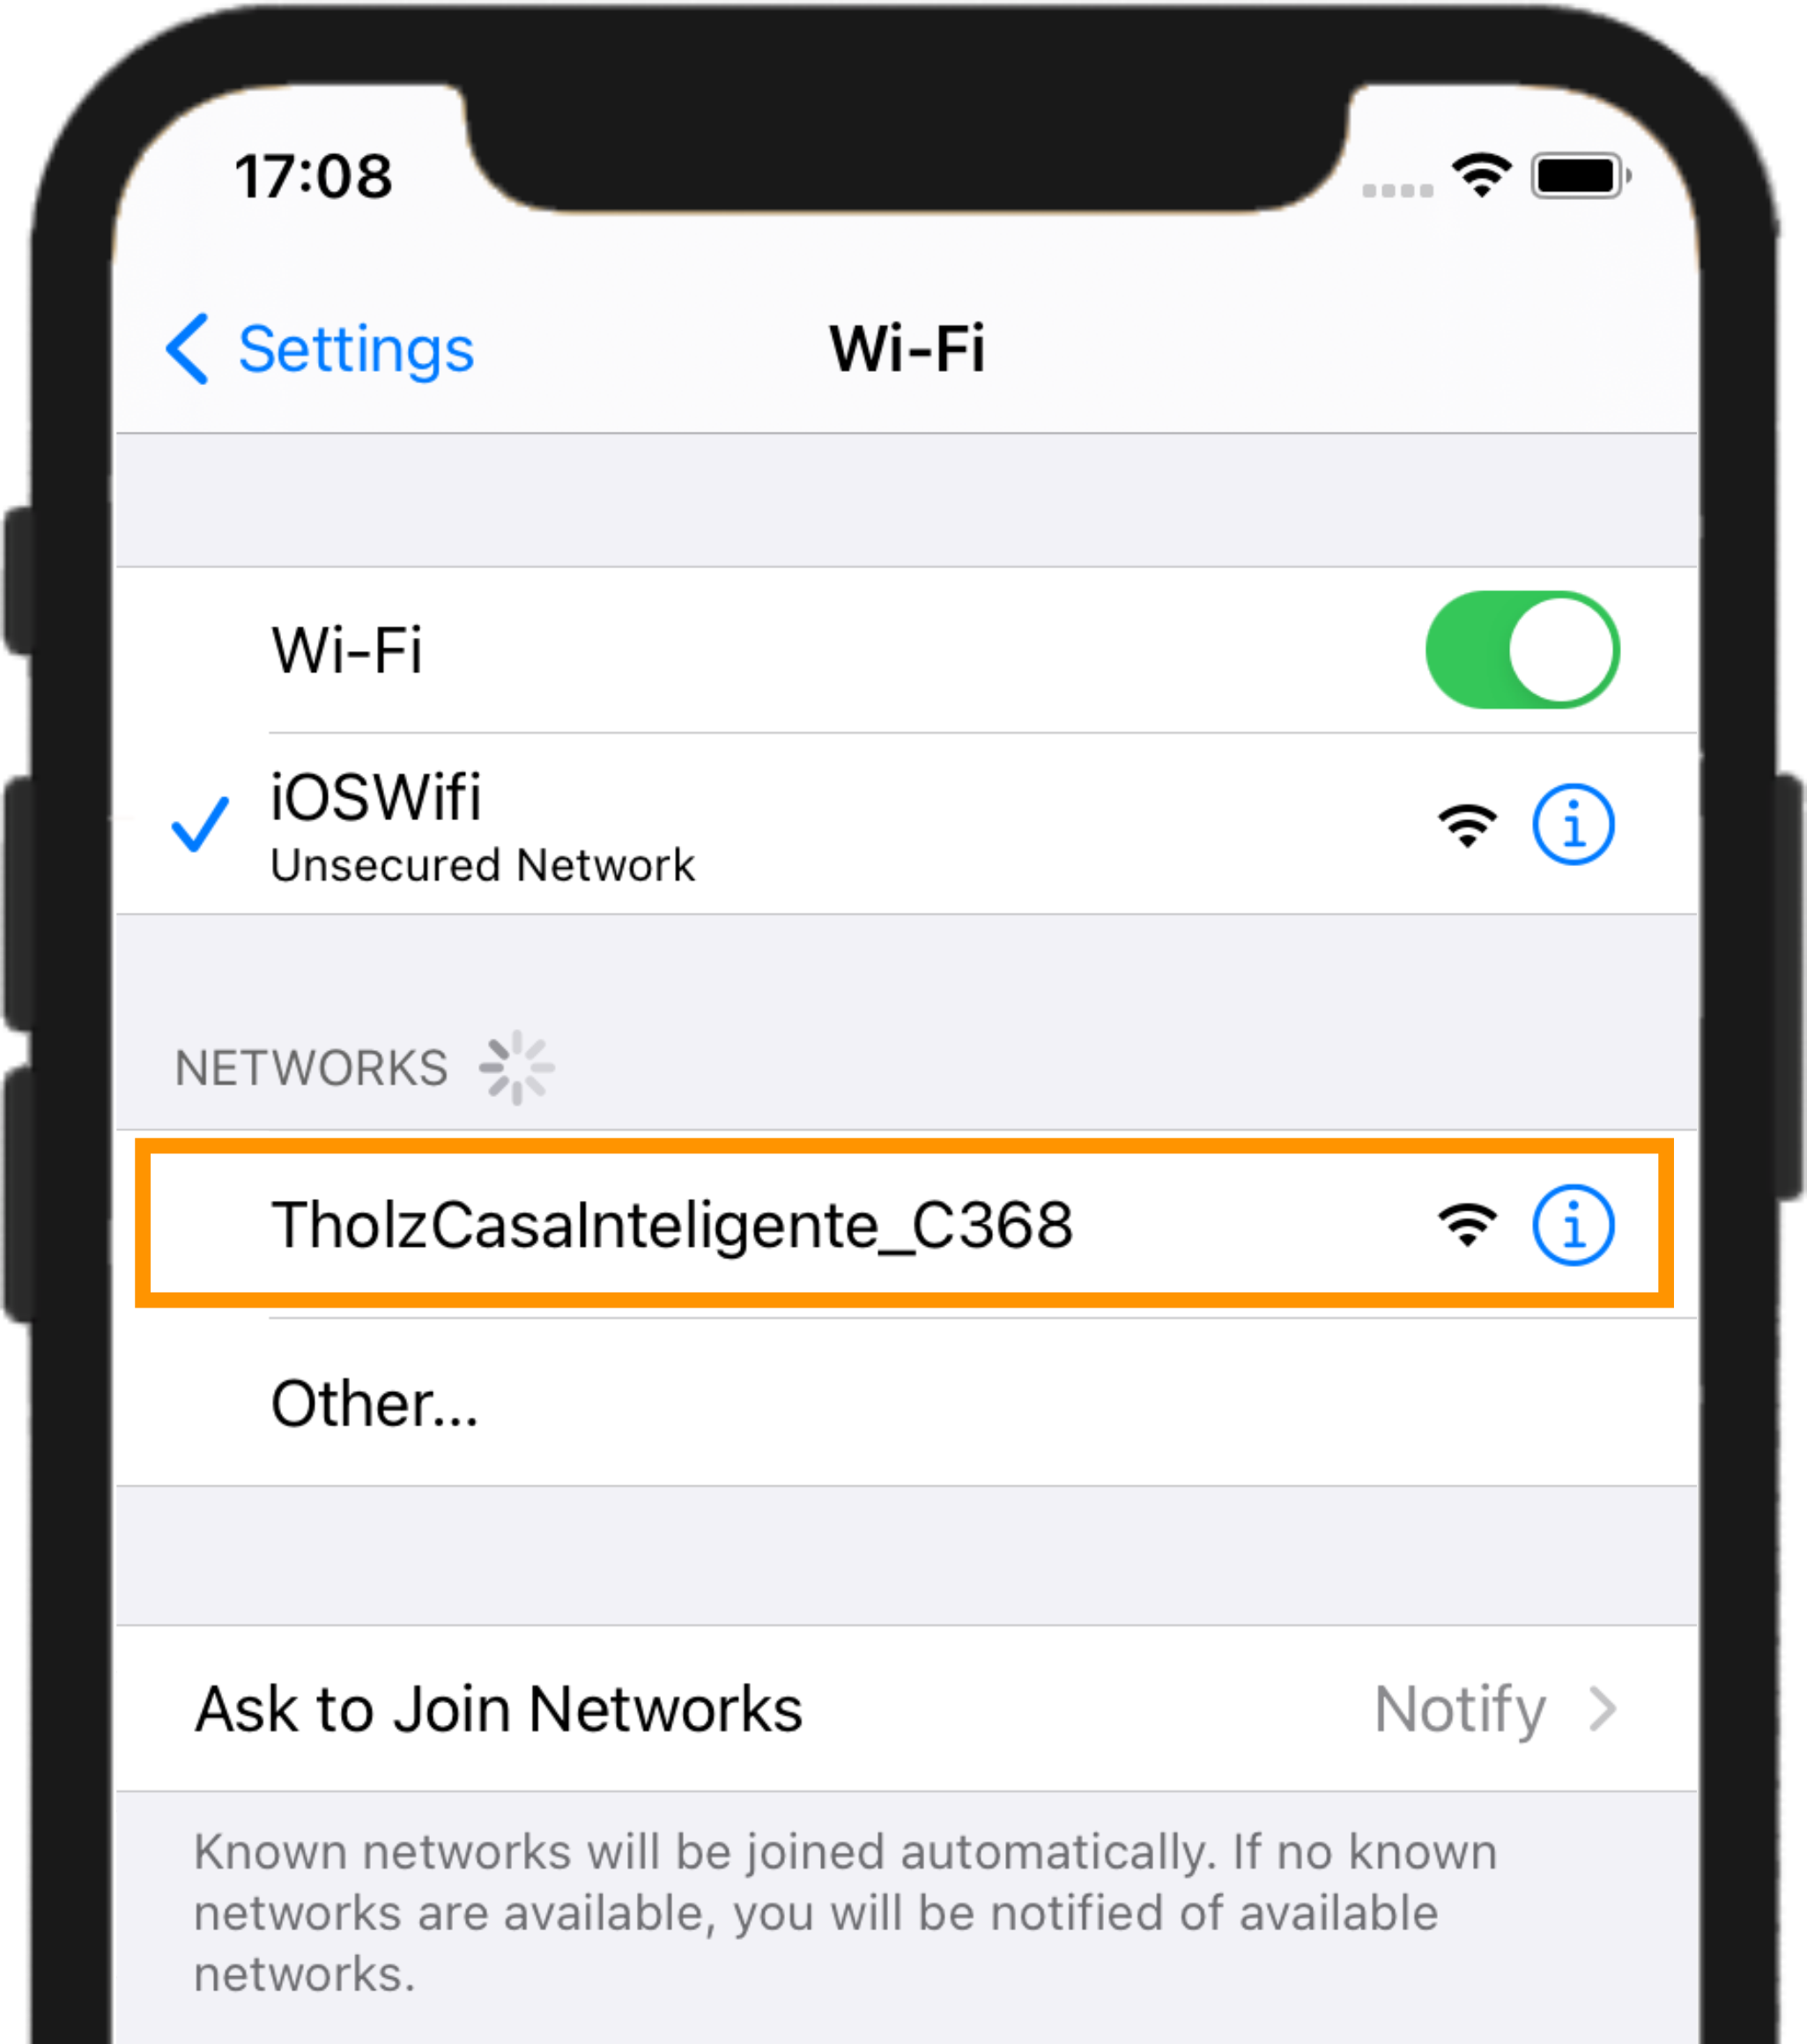 17:08
Settings
Wi-Fi
Wi-Fi
iOSWifi
Unsecured Network
NETWORKS
TholzCasaInteligente_C368
Other...
Ask to Join Networks Notify
Known networks will be joined automatically. If no known
networks are available, you will be notified of available
networks.